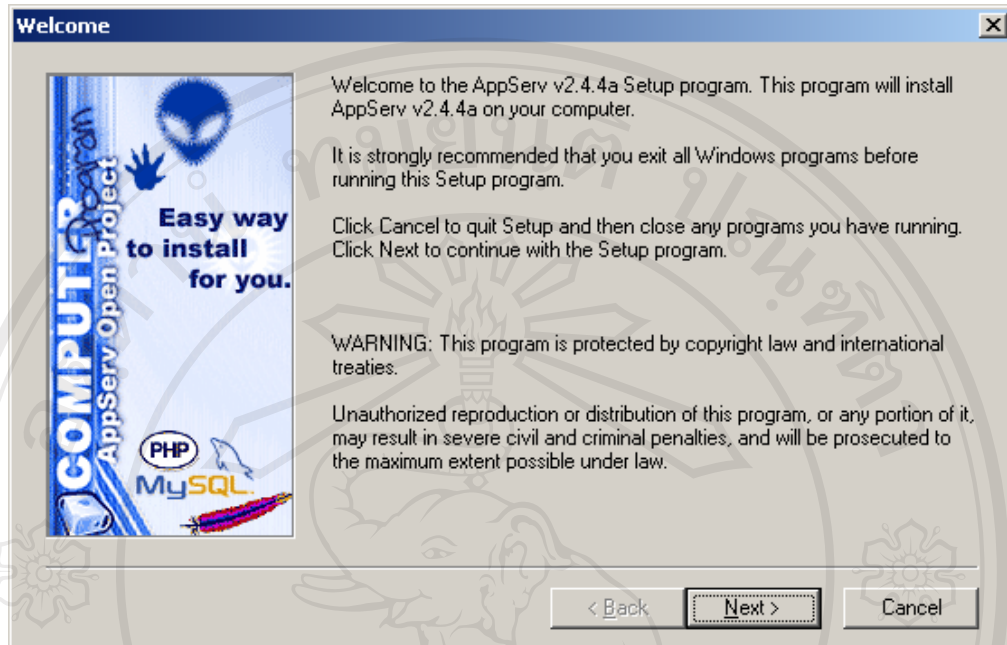 Welcome
Welcome to the AppServ v2.4.4a Setup program. This program will install
AppServ v2.4.4a on your computer.
It is strongly recommended that you exit all Windows programs before
running this Setup program.
Click Cancel to quit Setup and then close any programs you have running.
Click Next to continue with the Setup program.
WARNING: This program is protected by copyright law and international
treaties.
Unauthorized reproduction or distribution of this program, or any portion of it,
may result in severe civil and criminal penalties, and will be prosecuted to
the maximum extent possible under law.
COMPUTER
Program
AppServ Open Project
Easy way
to install
for you.
PHP
MySQL
< Back
Next >
Cancel